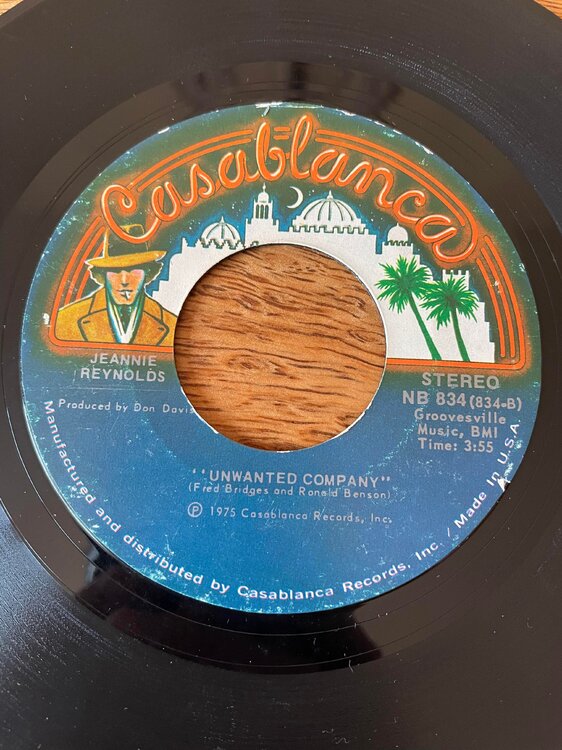 Casablanca
JEANNIE
REYNOLDS
Produced by Don Davis
STEREO
NB 834 (834-B)
Groovesville
Music, BMI
Time: 3:55
"UNWANTED COMPANY"
(Fred Bridges and Ronald Benson)
Ⓟ 1975 Casablanca Records, Inc.
Manufactured and distributed by Casablanca Records, Inc. / Made In U.S.A.